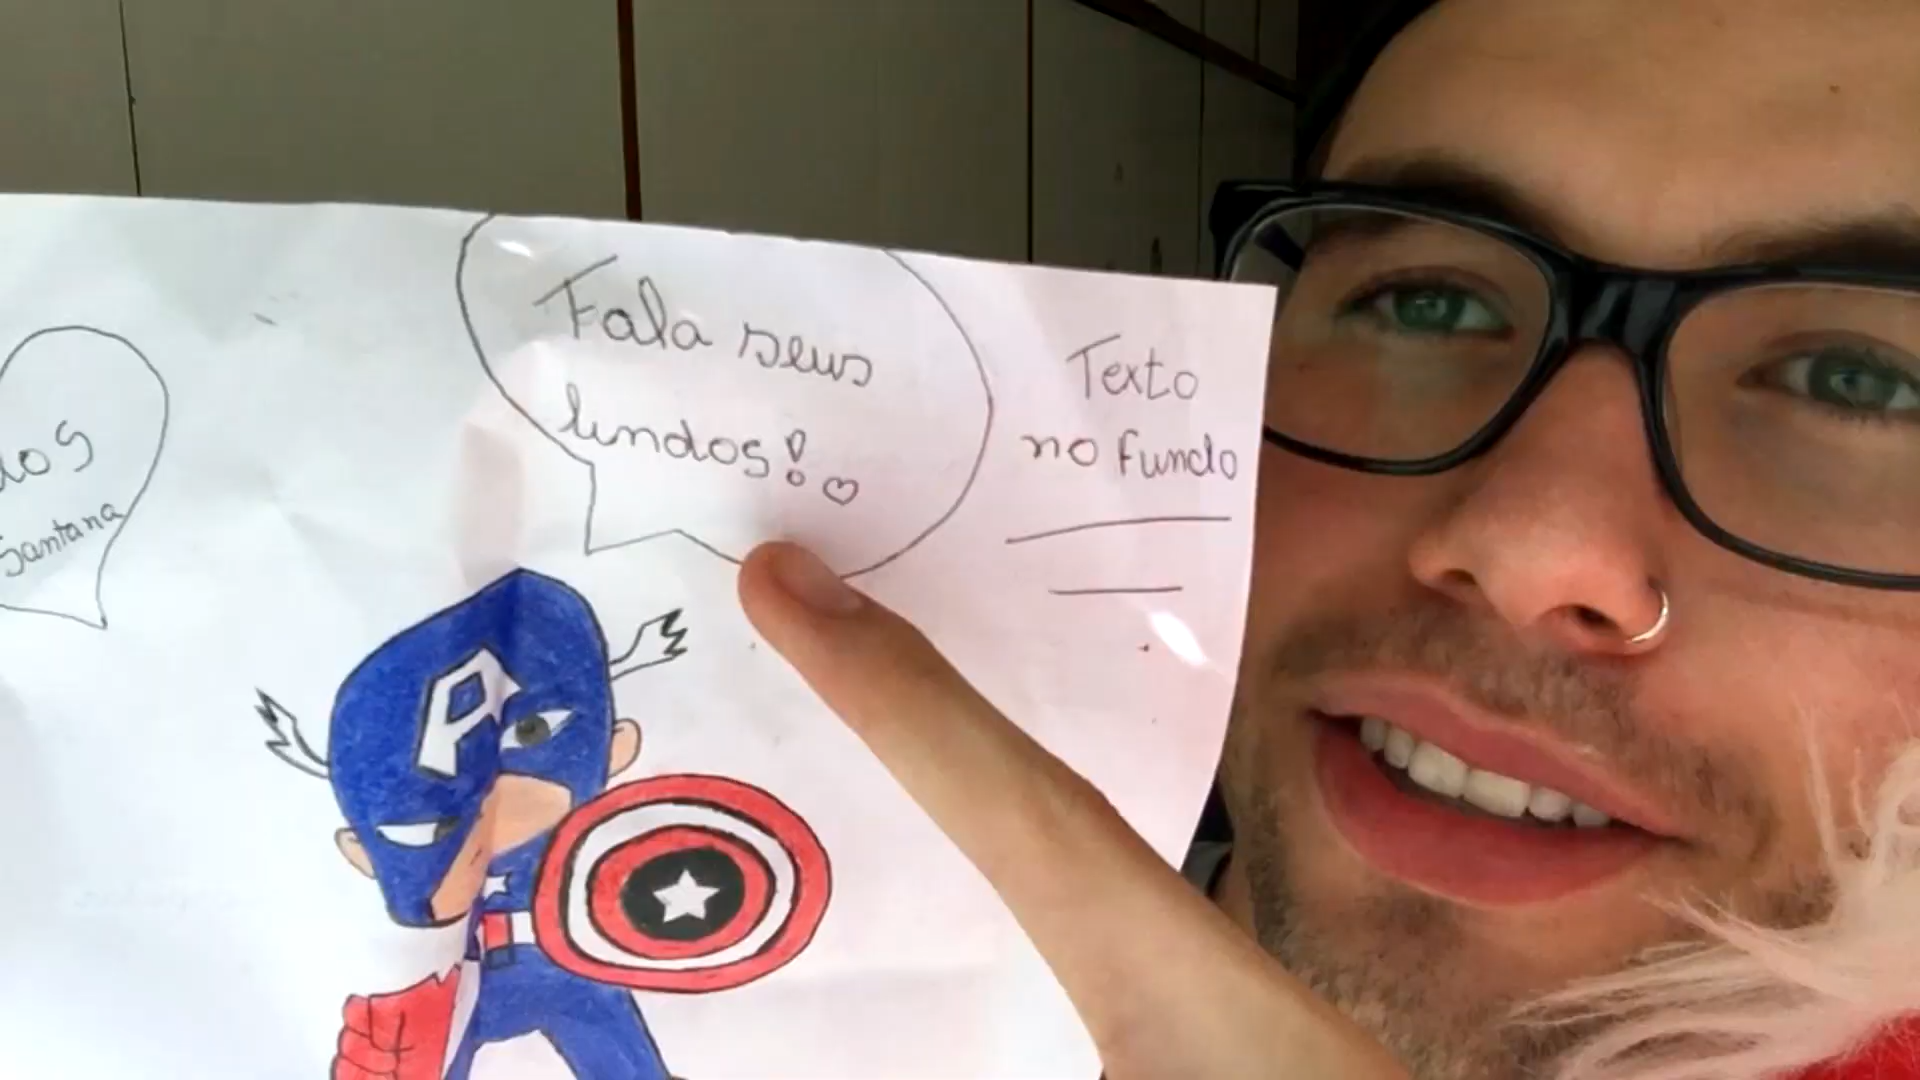 Fala seus
lindos!
Texto
no fundo
dos
Santana
A